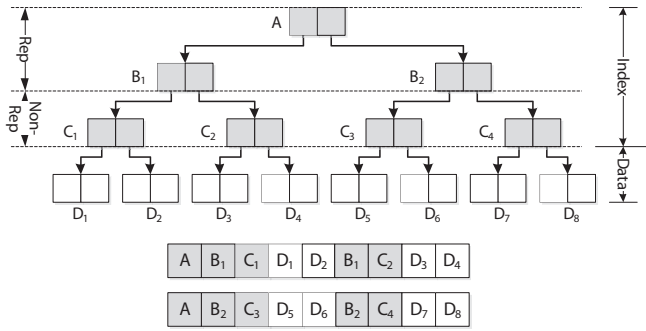 A
Rep
B₁
B₂
Index
Non-
Rep
C₁
C₂
C₃
C₄
Data
D₁ D₂ D₃ D₄ D₅ D₆ D₇ D₈
A B₁ C₁ D₁ D₂ B₁ C₂ D₃ D₄
A B₂ C₃ D₅ D₆ B₂ C₄ D₇ D₈